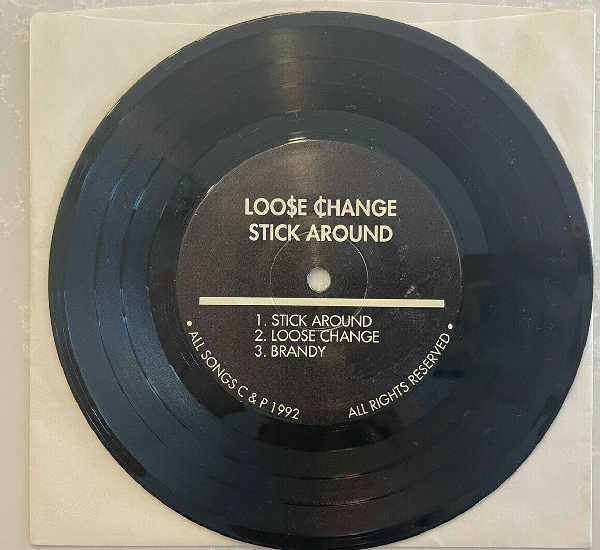 LOO$E ₵HANGE
STICK AROUND
1. STICK AROUND
2. LOOSE CHANGE
3. BRANDY
• ALL SONGS C & P 1992
ALL RIGHTS RESERVED •